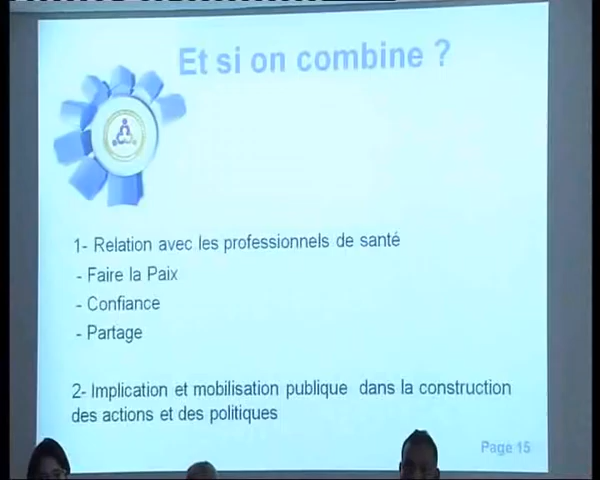 Et si on combine ?
1- Relation avec les professionnels de santé
- Faire la Paix
- Confiance
- Partage
2- Implication et mobilisation publique dans la construction
des actions et des politiques
Page 15